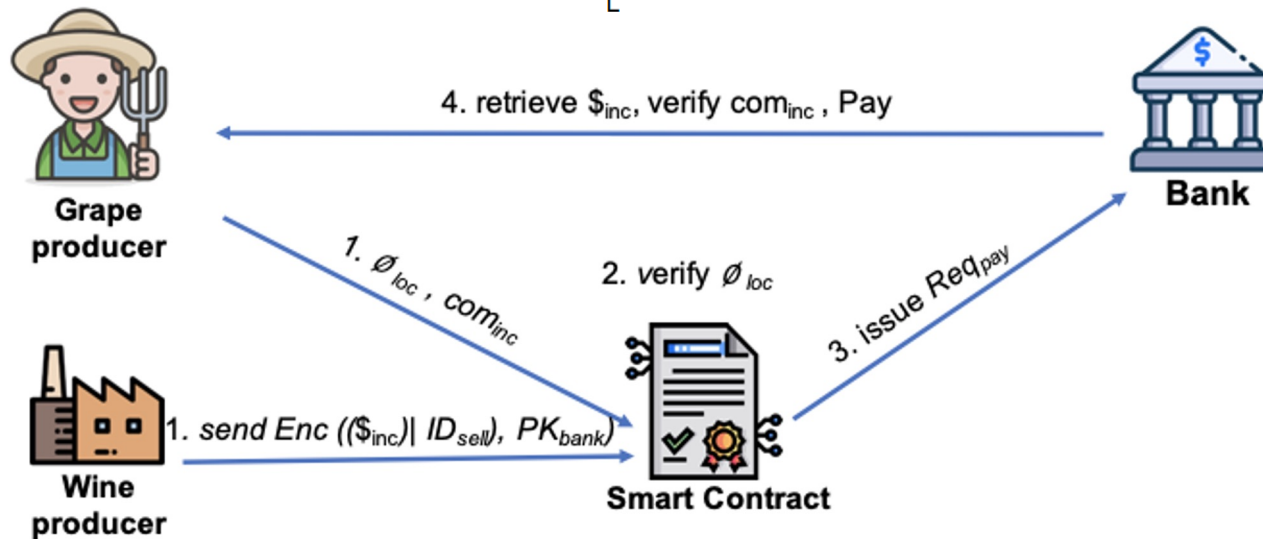 4. retrieve $inc, verify cominc , Pay
$
Bank
Grape
producer
1. ∅loc , cominc
2. verify ∅loc
3. issue Reqpay
1. send Enc (($inc)| IDsell), PKbank)
Wine
producer
Smart Contract